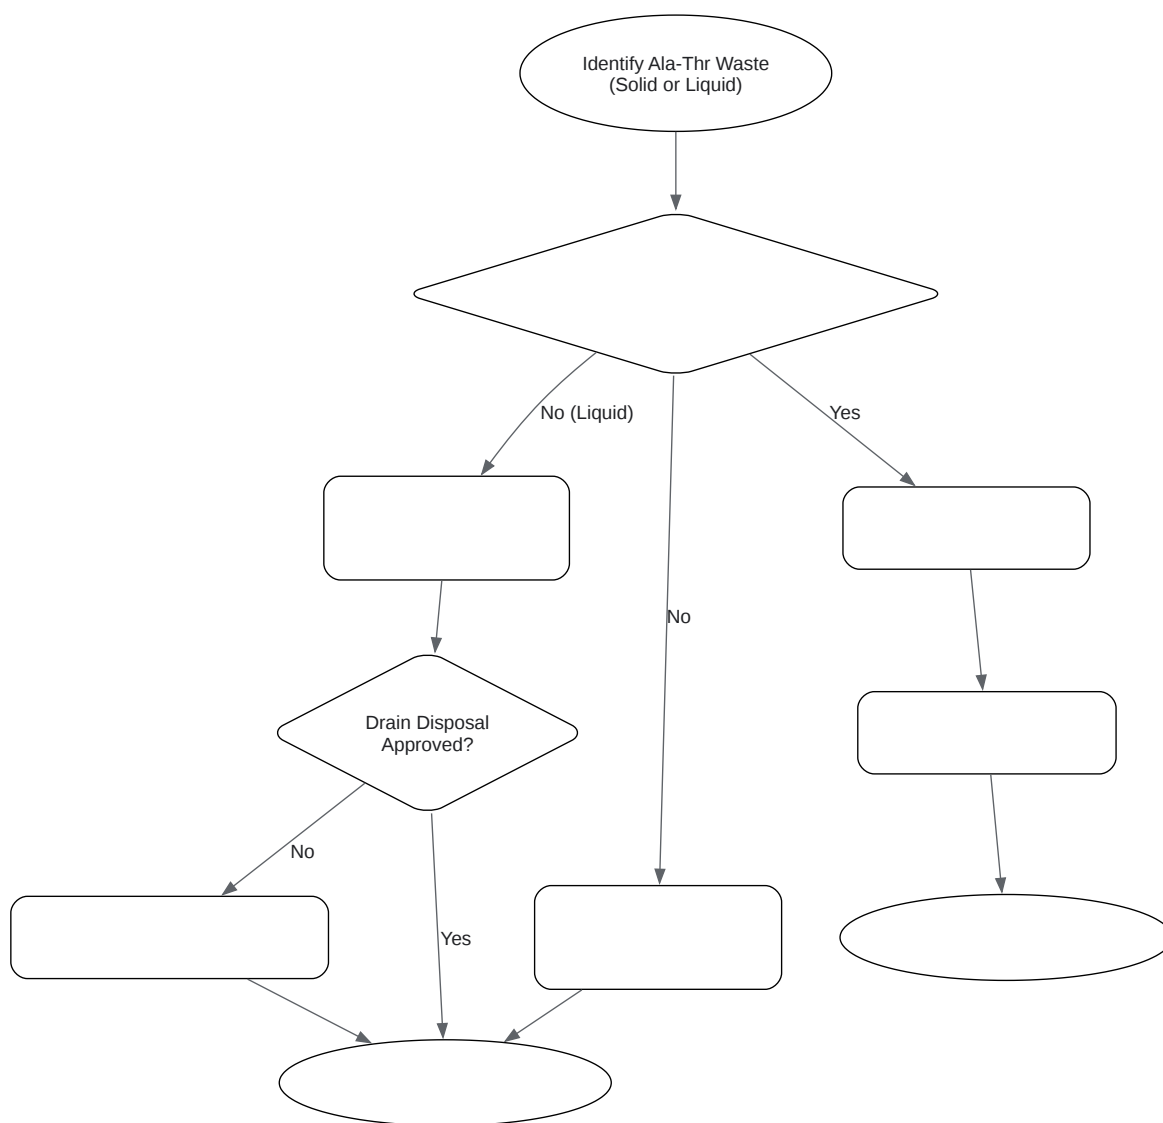 Identify Ala-Thr Waste
(Solid or Liquid)
No (Liquid)
Yes
No
Drain Disposal
Approved?
No
Yes